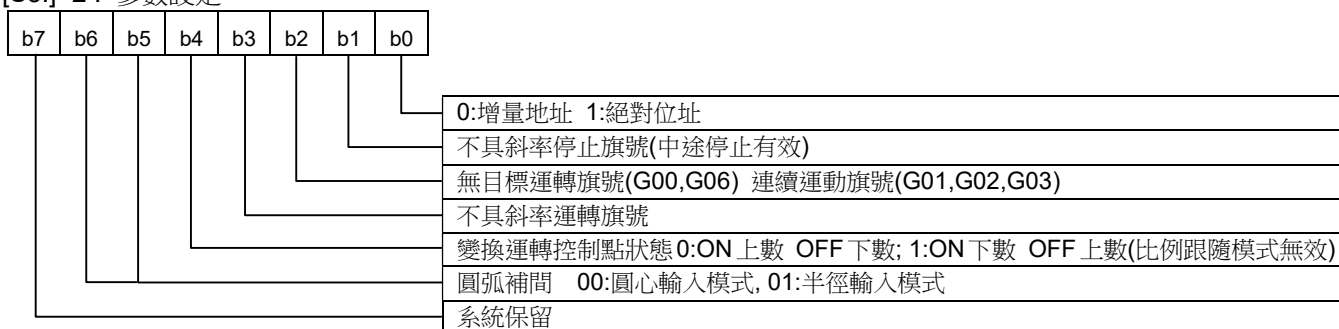 b7 b6 b5 b4 b3 b2 b1 b0
0:增量地址 1:絕對位址
不具斜率停止旗號(中途停止有效)
無目標運轉旗號(G00,G06) 連續運動旗號(G01,G02,G03)
不具斜率運轉旗號
變換運轉控制點狀態0:ON上數 OFF下數; 1:ON下數 OFF上數(比例跟隨模式無效)
圓弧補間 00:圓心輸入模式, 01:半徑輸入模式
系統保留